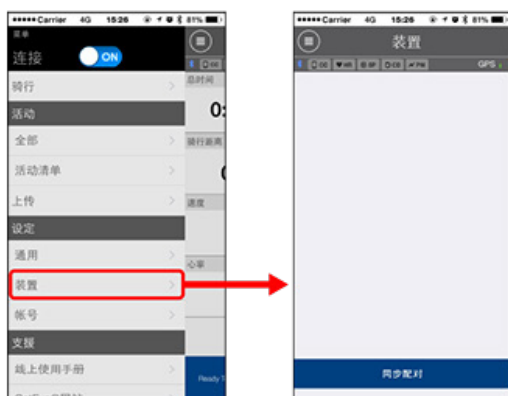 ●●●●●Carrier 4G 15:26 81%
菜单
连接 ON
骑行
活动
全部
活动清单
上传
设定
通用
装置
帐号
支援
线上使用手册
总时间
0:
骑行距离
速度
心率
Ready T
●●●●●Carrier 4G 15:26 81%
装置
GPS
同步配对